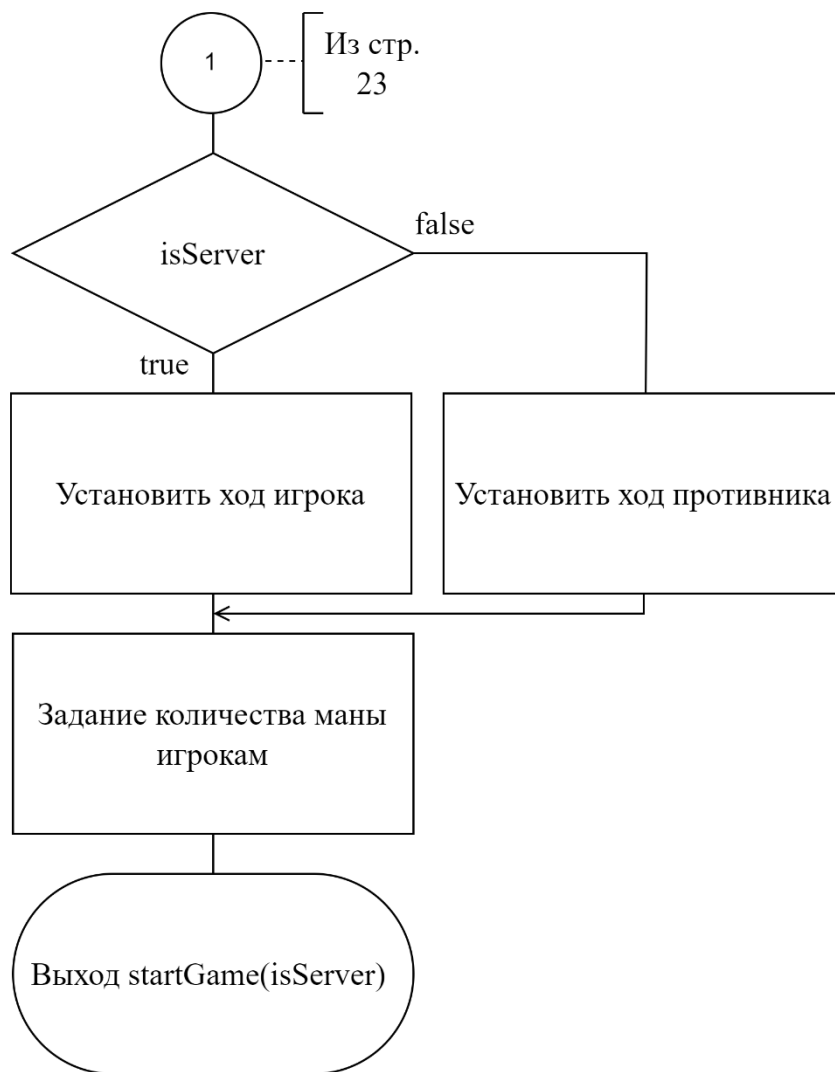 1
Из стр.
23
isServer
false
true
Установить ход игрока
Установить ход противника
Задание количества маны
игрокам
Выход startGame(isServer)